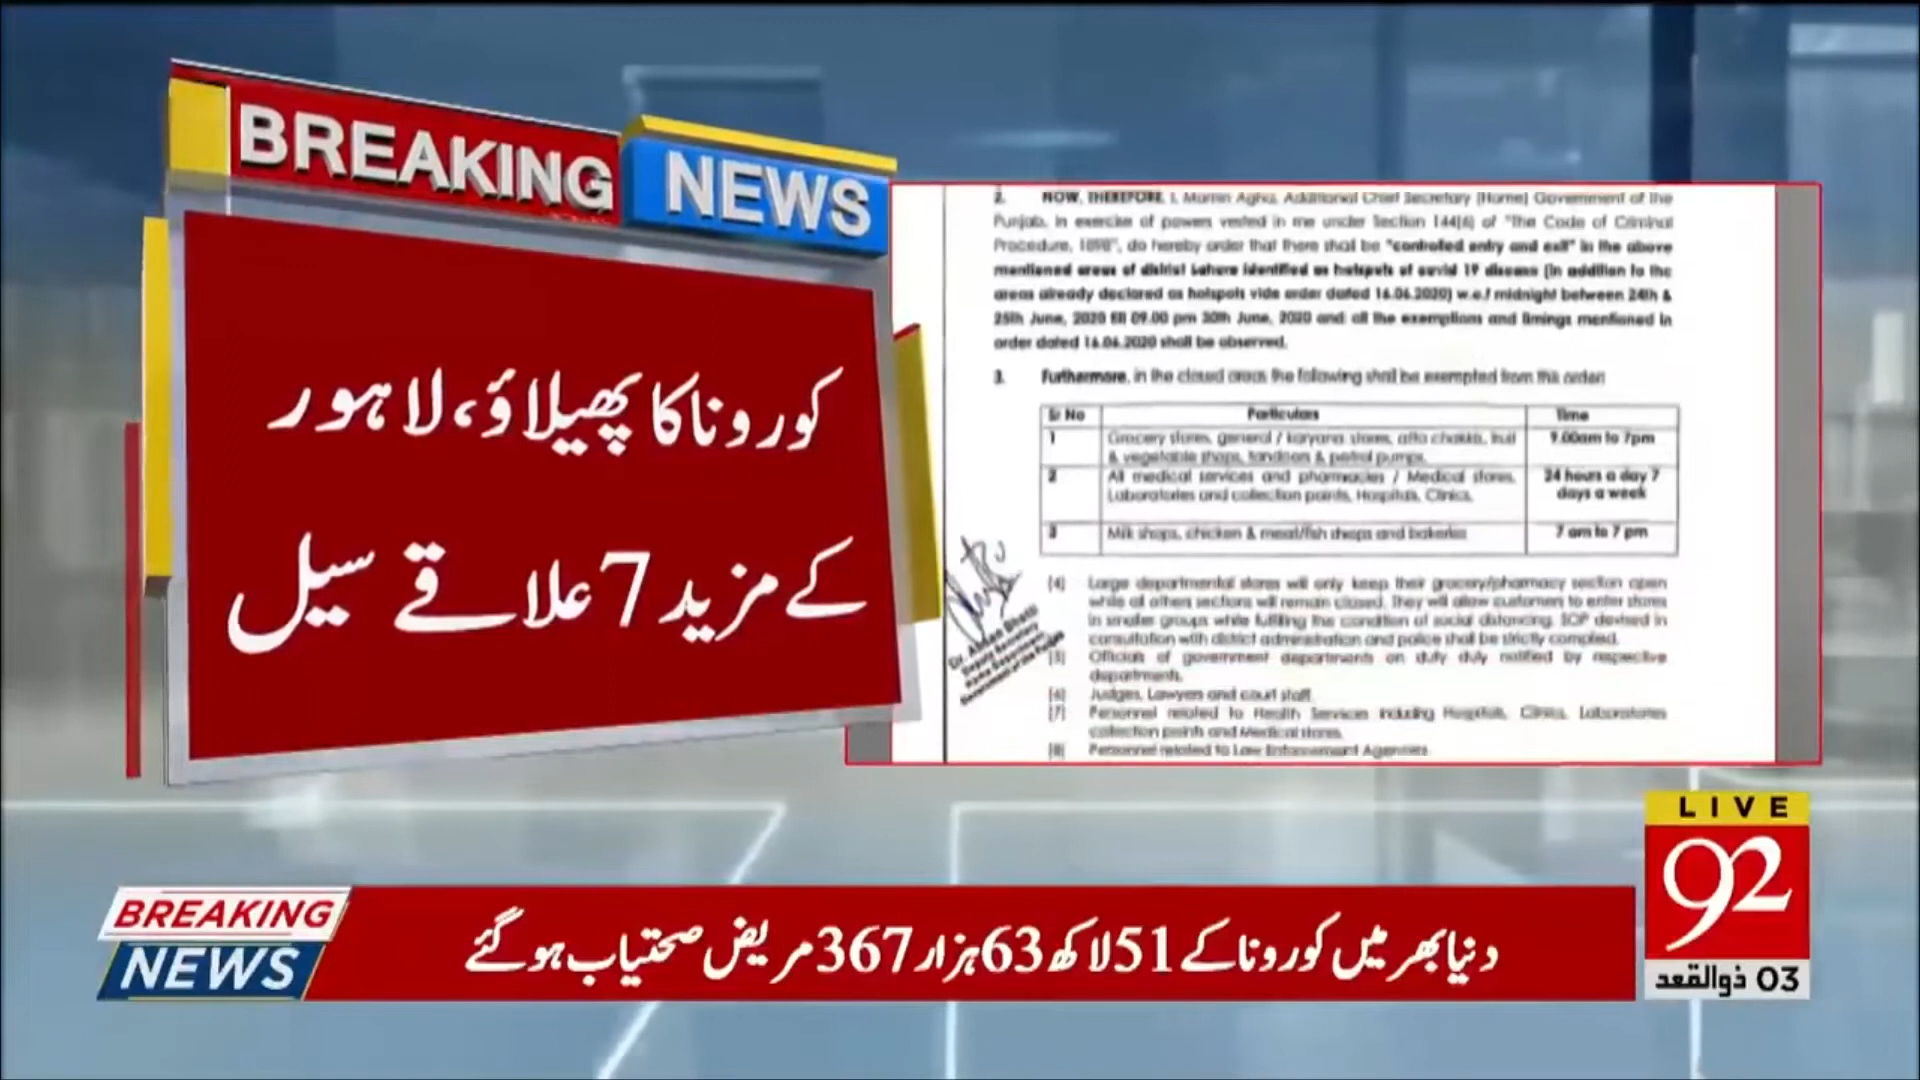 BREAKING NEWS
کورونا کا پھیلاؤ، لاہور
کے مزید 7 علاقے سیل
2. NOW, THEREFORE, I, Momin Agha, Additional Chief Secretary (Home) Government of the
Punjab, in exercise of powers vested in me under Section 144(6) of "The Code of Criminal
Procedure, 1898", do hereby order that there shall be "controlled entry and exit" in the above
mentioned areas of district Lahore identified as hotspots of covid 19 disease (in addition to the
areas already declared as hotspots vide order dated 16.06.2020) w.e.f midnight between 24th &
25th June, 2020 till 09.00 pm 30th June, 2020 and all the exemptions and timings mentioned in
order dated 16.06.2020 shall be observed.
3. Furthermore, in the closed areas the following shall be exempted from this order:
Sr No Particulars Time
1 Grocery stores, general / karyana stores, atta chakkis, fruit 9.00am to 7pm
& vegetable shops, tandoors & petrol pumps.
2 All medical services and pharmacies / Medical stores, 24 hours a day 7
Laboratories and collection points, Hospitals, Clinics, days a week
3 Milk shops, chicken & meat/fish shops and bakeries 7 am to 7 pm
(4) Large departmental stores will only keep their grocery/pharmacy section open
while all others sections will remain closed. They will allow customers to enter stores
in smaller groups while fulfilling the condition of social distancing. SOP devised in
consultation with district administration and police shall be strictly complied.
(5) Officials of government departments on duty duly notified by respective
departments.
(6) Judges, Lawyers and court staff.
(7) Personnel related to Health Services including Hospitals, Clinics, Laboratories
collection points and Medical stores.
(8) Personnel related to Law Enforcement Agencies.
Deputy Secretary
Home Department
Government of the Punjab
LIVE
92
03 ذوالقعد
BREAKING
NEWS
دنیا بھر میں کورونا کے 51 لاکھ 63 ہزار 367 مریض صحتیاب ہو گئے